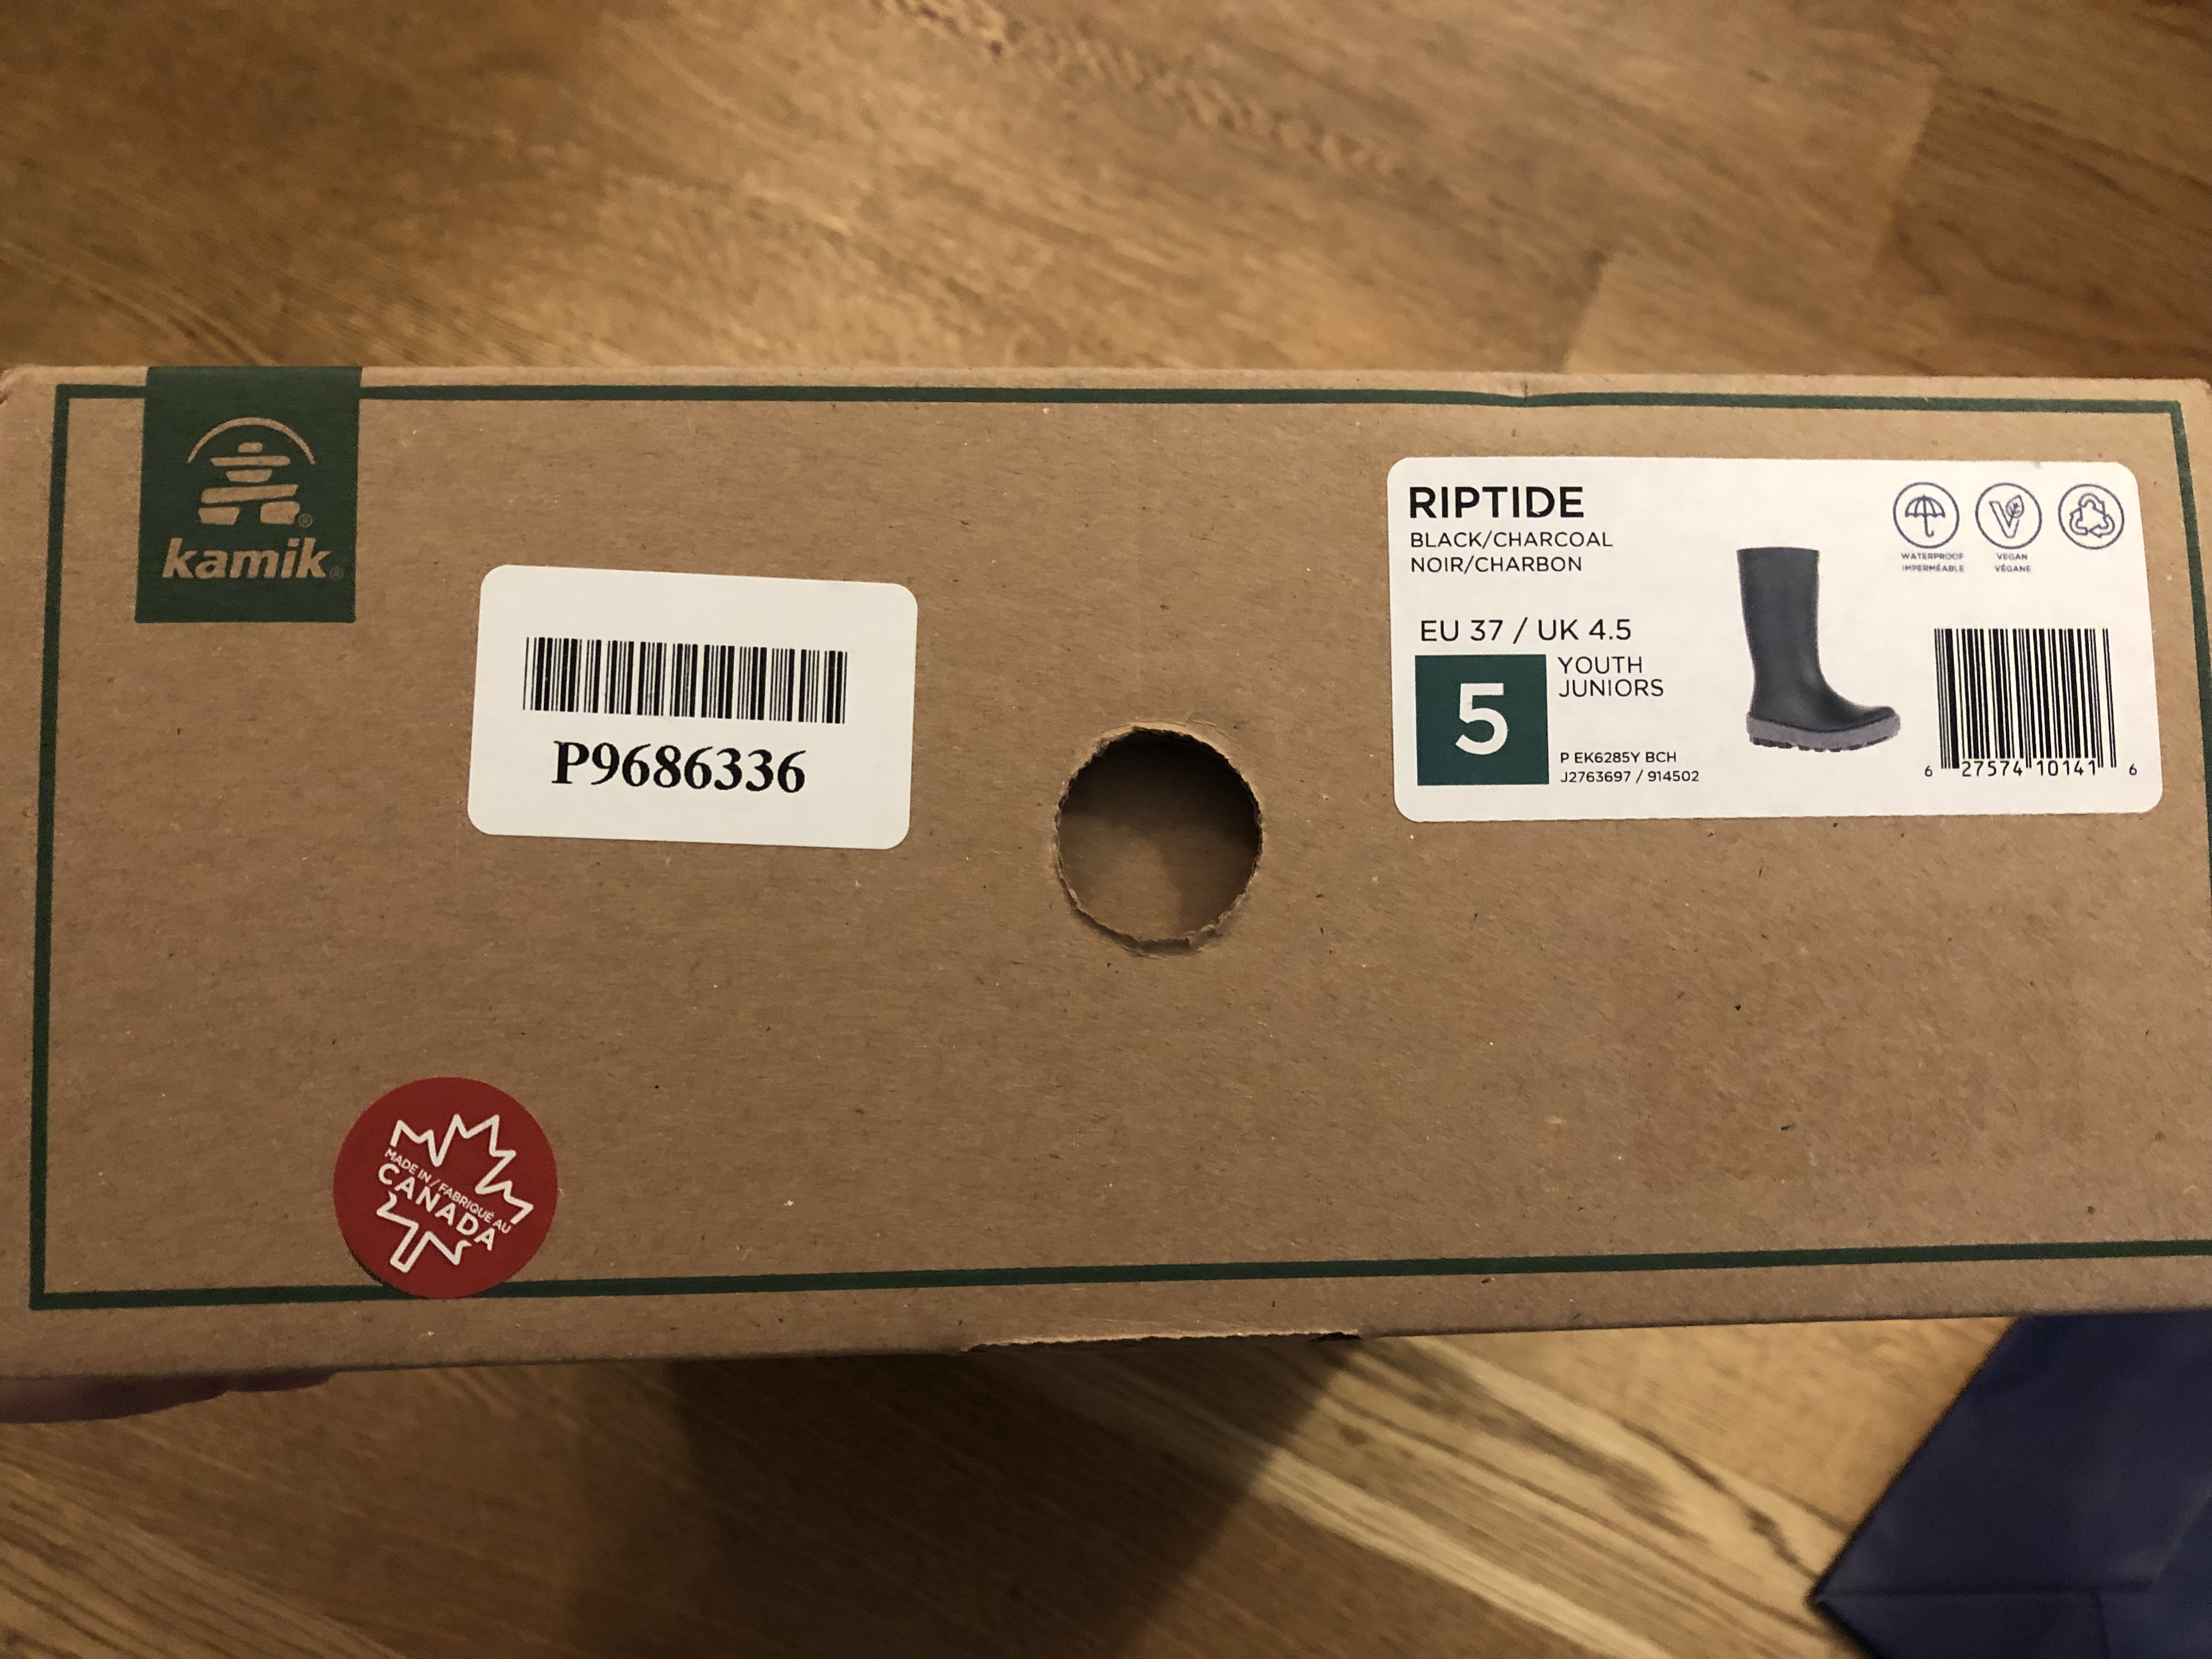 kamik®
P9686336
RIPTIDE
BLACK/CHARCOAL
NOIR/CHARBON
EU 37 / UK 4.5
5
YOUTH
JUNIORS
P EK6285Y BCH
J2763697 / 914502
WATERPROOF
IMPERMÉABLE
VEGAN
VÉGANE
6 27574 10141 6
MADE IN / FABRIQUÉ AU
CANADA